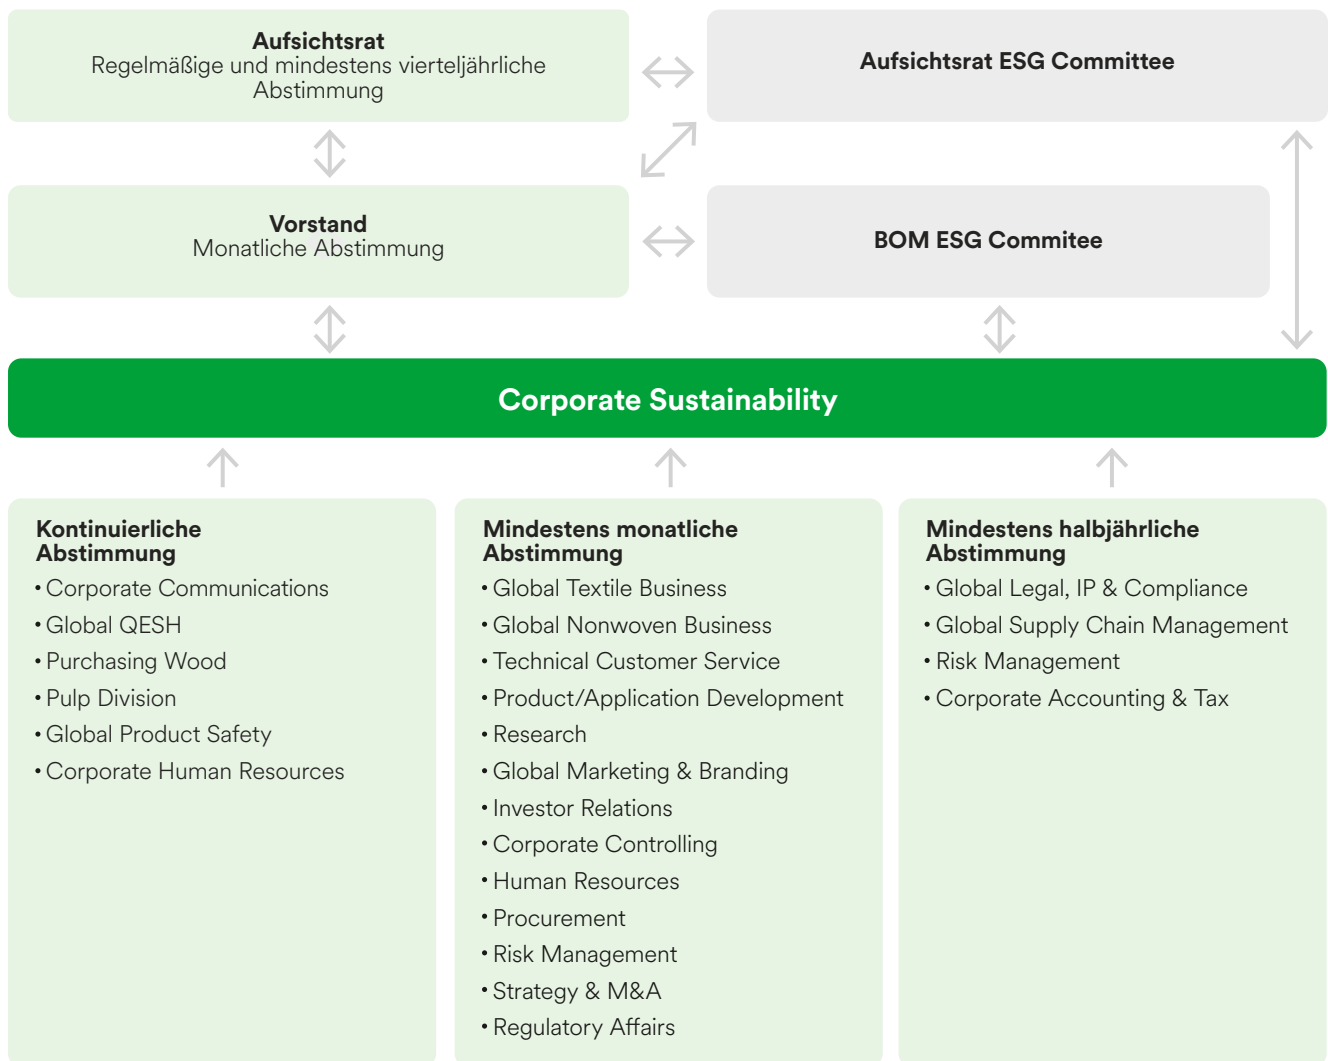 Aufsichtsrat
Regelmäßige und mindestens vierteljährliche
Abstimmung
Aufsichtsrat ESG Committee
Vorstand
Monatliche Abstimmung
BOM ESG Commitee
Corporate Sustainability
Kontinuierliche
Abstimmung
• Corporate Communications
• Global QESH
• Purchasing Wood
• Pulp Division
• Global Product Safety
• Corporate Human Resources
Mindestens monatliche
Abstimmung
• Global Textile Business
• Global Nonwoven Business
• Technical Customer Service
• Product/Application Development
• Research
• Global Marketing & Branding
• Investor Relations
• Corporate Controlling
• Human Resources
• Procurement
• Risk Management
• Strategy & M&A
• Regulatory Affairs
Mindestens halbjährliche
Abstimmung
• Global Legal, IP & Compliance
• Global Supply Chain Management
• Risk Management
• Corporate Accounting & Tax